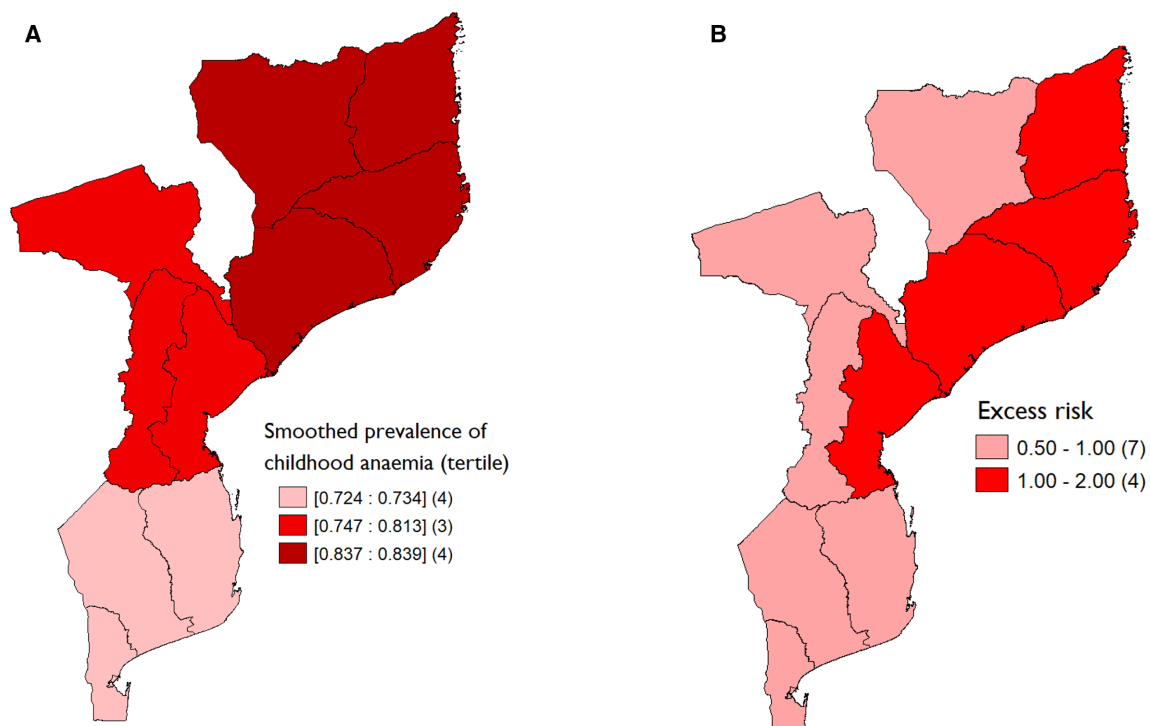 A
B
Smoothed prevalence of
childhood anaemia (tertile)
[0.724 : 0.734] (4)
[0.747 : 0.813] (3)
[0.837 : 0.839] (4)
Excess risk
0.50 - 1.00 (7)
1.00 - 2.00 (4)